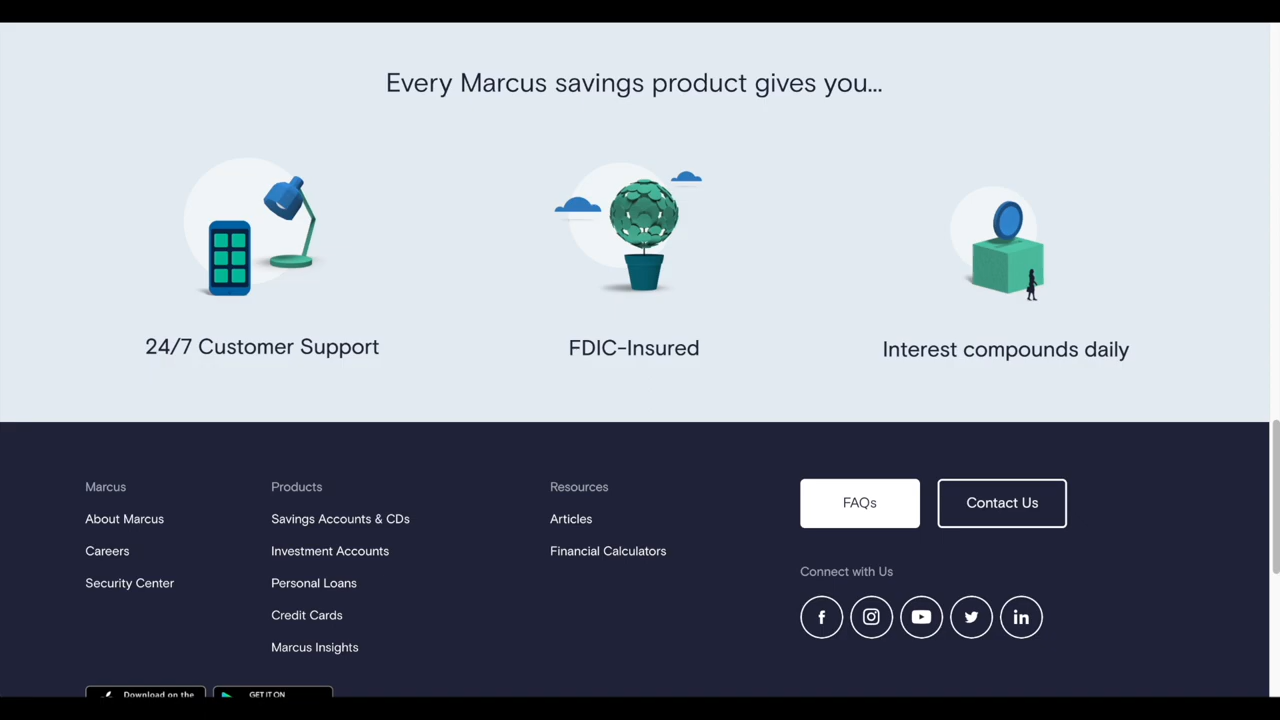 Every Marcus savings product gives you...
24/7 Customer Support
FDIC-Insured
Interest compounds daily
Marcus
About Marcus
Careers
Security Center
Products
Savings Accounts & CDs
Investment Accounts
Personal Loans
Credit Cards
Marcus Insights
Resources
Articles
Financial Calculators
FAQs
Contact Us
Connect with Us
Download on the
GET IT ON